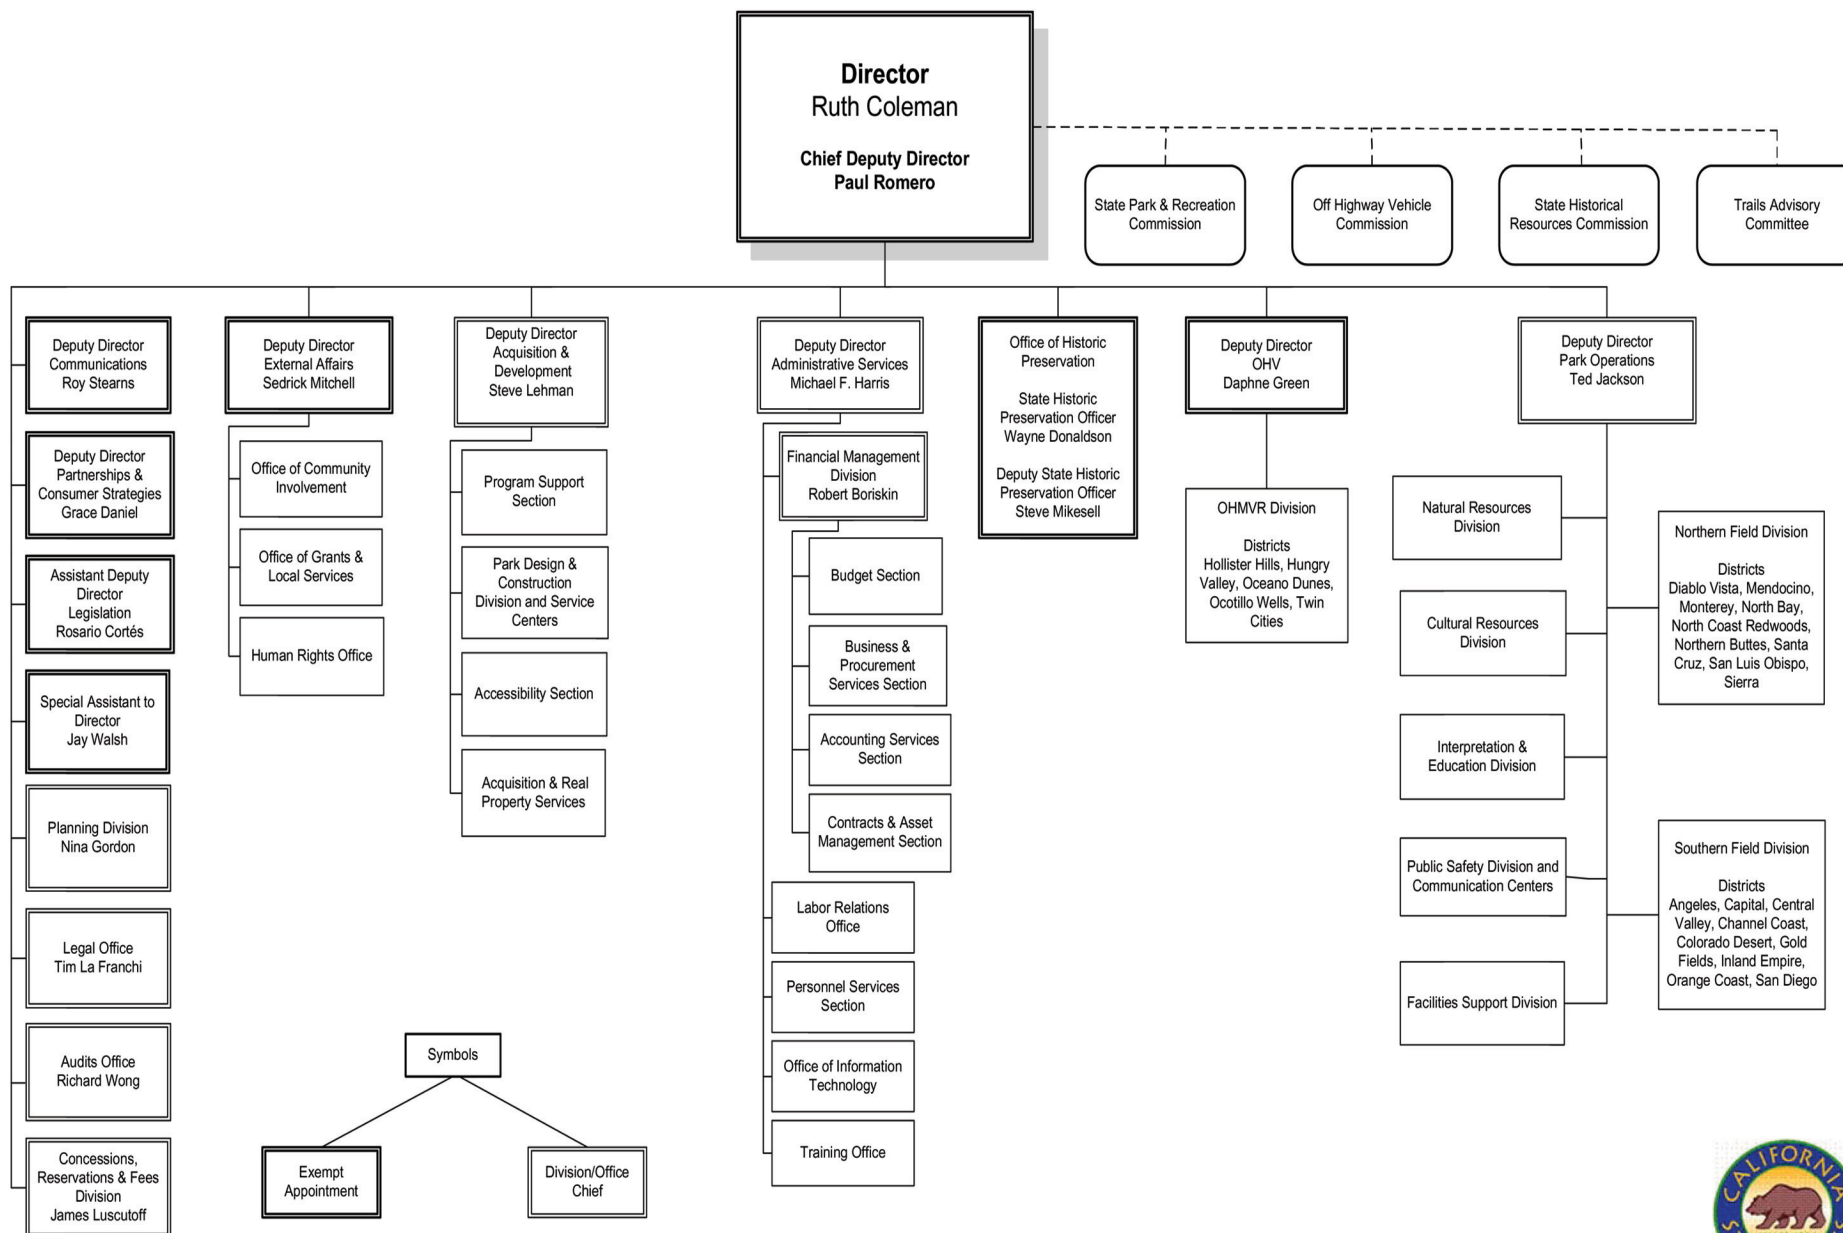 Director
Ruth Coleman
Chief Deputy Director
Paul Romero
State Park & Recreation
Commission
Off Highway Vehicle
Commission
State Historical
Resources Commission
Trails Advisory
Committee
Deputy Director
Communications
Roy Stearns
Deputy Director
Partnerships &
Consumer Strategies
Grace Daniel
Assistant Deputy
Director
Legislation
Rosario Cortés
Special Assistant to
Director
Jay Walsh
Planning Division
Nina Gordon
Legal Office
Tim La Franchi
Audits Office
Richard Wong
Concessions,
Reservations & Fees
Division
James Luscutoff
Deputy Director
External Affairs
Sedrick Mitchell
Office of Community
Involvement
Office of Grants &
Local Services
Human Rights Office
Deputy Director
Acquisition &
Development
Steve Lehman
Program Support
Section
Park Design &
Construction
Division and Service
Centers
Accessibility Section
Acquisition & Real
Property Services
Deputy Director
Administrative Services
Michael F. Harris
Financial Management
Division
Robert Boriskin
Budget Section
Business &
Procurement
Services Section
Accounting Services
Section
Contracts & Asset
Management Section
Labor Relations
Office
Personnel Services
Section
Office of Information
Technology
Training Office
Office of Historic
Preservation
State Historic
Preservation Officer
Wayne Donaldson
Deputy State Historic
Preservation Officer
Steve Mikesell
Deputy Director
OHV
Daphne Green
OHMVR Division
Districts
Hollister Hills, Hungry
Valley, Oceano Dunes,
Ocotillo Wells, Twin
Cities
Deputy Director
Park Operations
Ted Jackson
Natural Resources
Division
Cultural Resources
Division
Interpretation &
Education Division
Public Safety Division and
Communication Centers
Facilities Support Division
Northern Field Division
Districts
Diablo Vista, Mendocino,
Monterey, North Bay,
North Coast Redwoods,
Northern Buttes, Santa
Cruz, San Luis Obispo,
Sierra
Southern Field Division
Districts
Angeles, Capital, Central
Valley, Channel Coast,
Colorado Desert, Gold
Fields, Inland Empire,
Orange Coast, San Diego
Symbols
Exempt
Appointment
Division/Office
Chief
CALIFORNIA